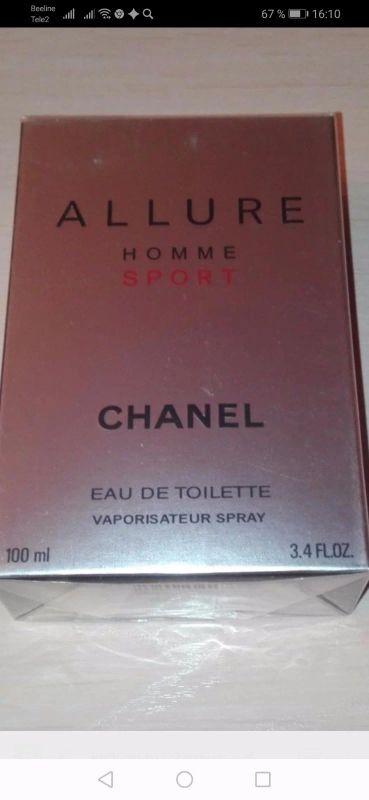 Beeline
Tele2
67 %
16:10
ALLURE
HOMME
SPORT
CHANEL
EAU DE TOILETTE
VAPORISATEUR SPRAY
100 ml
3.4 FL.OZ.